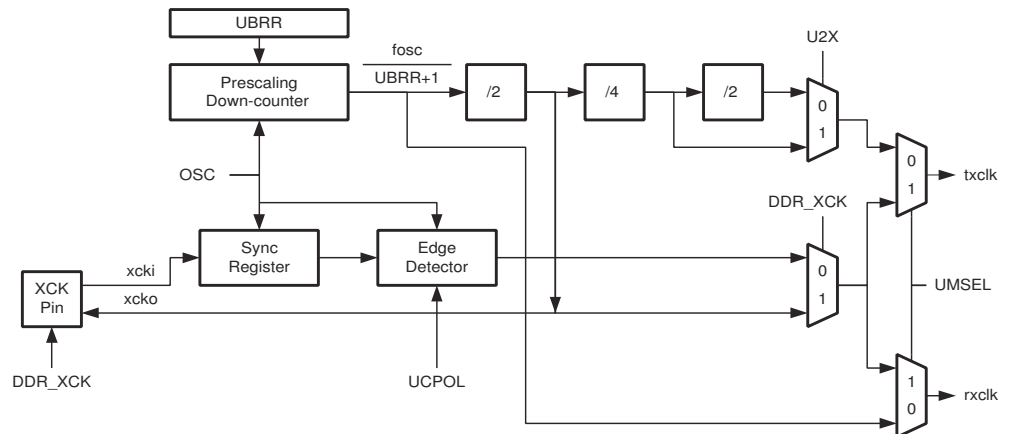 UBRR
U2X
fosc
UBRR+1
Prescaling
Down-counter
/2
/4
/2
0
1
0
1
txclk
OSC
DDR_XCK
Sync
Register
Edge
Detector
0
1
xcki
XCK
Pin
xcko
UMSEL
DDR_XCK
UCPOL
1
0
rxclk